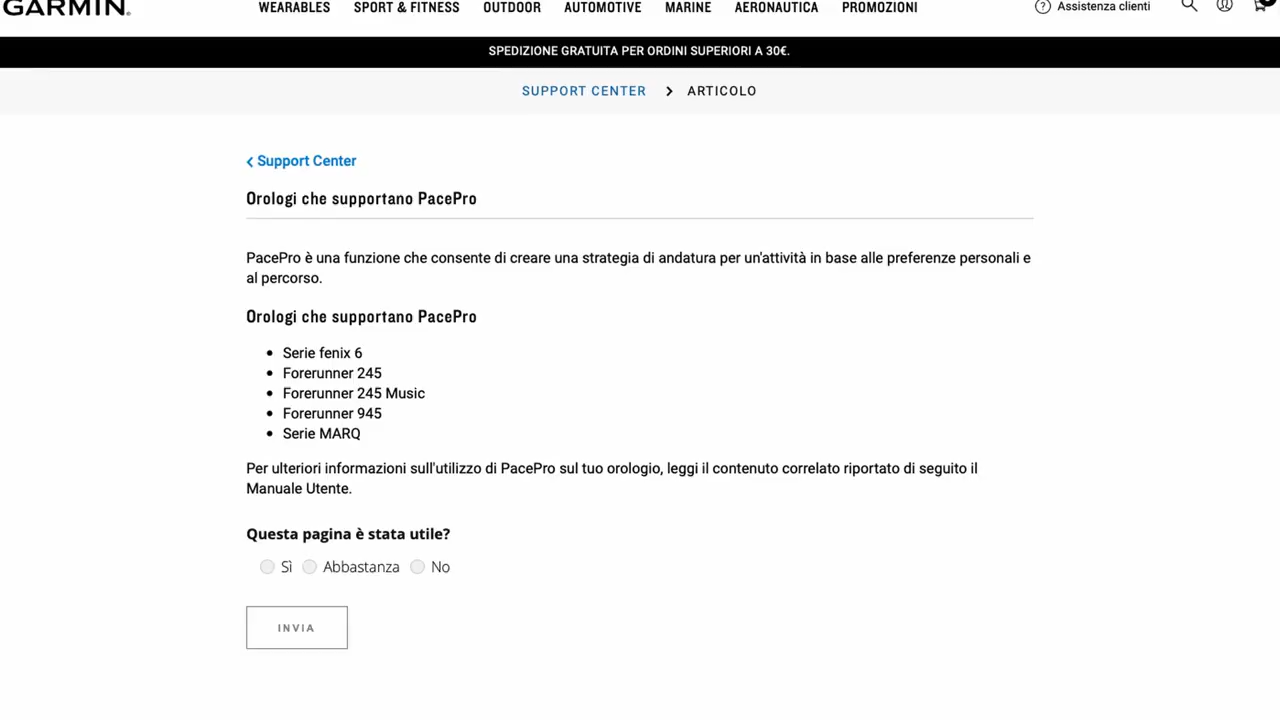 GARMIN
WEARABLES SPORT & FITNESS OUTDOOR AUTOMOTIVE MARINE AERONAUTICA PROMOZIONI
? Assistenza clienti
SPEDIZIONE GRATUITA PER ORDINI SUPERIORI A 30€.
SUPPORT CENTER > ARTICOLO
< Support Center
Orologi che supportano PacePro
PacePro è una funzione che consente di creare una strategia di andatura per un'attività in base alle preferenze personali e
al percorso.
Orologi che supportano PacePro
• Serie fenix 6
• Forerunner 245
• Forerunner 245 Music
• Forerunner 945
• Serie MARQ
Per ulteriori informazioni sull'utilizzo di PacePro sul tuo orologio, leggi il contenuto correlato riportato di seguito il
Manuale Utente.
Questa pagina è stata utile?
Sì Abbastanza No
INVIA